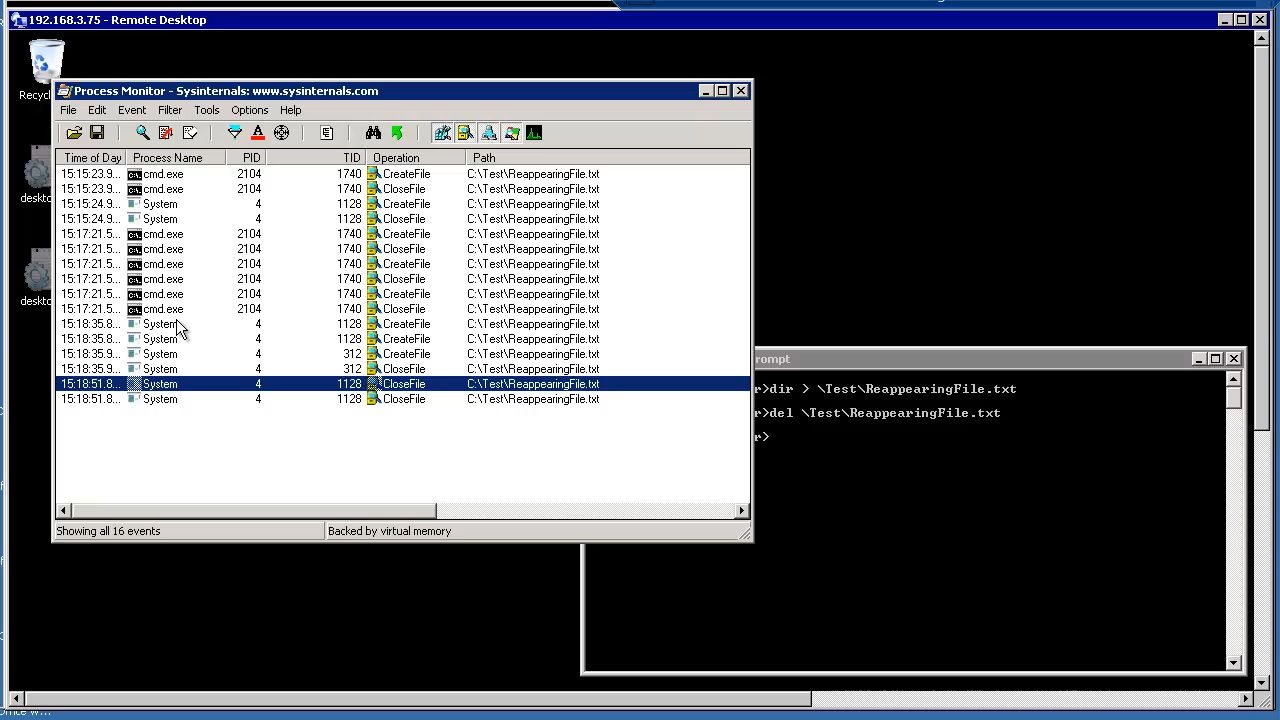 192.168.3.75 - Remote Desktop
Recyc
Process Monitor - Sysinternals: www.sysinternals.com
File Edit Event Filter Tools Options Help
Time of Day Process Name PID TID Operation Path
15:15:23.9... cmd.exe 2104 1740 CreateFile C:\Test\ReappearingFile.txt
15:15:23.9... cmd.exe 2104 1740 CloseFile C:\Test\ReappearingFile.txt
15:15:24.9... System 4 1128 CreateFile C:\Test\ReappearingFile.txt
15:15:24.9... System 4 1128 CloseFile C:\Test\ReappearingFile.txt
15:17:21.5... cmd.exe 2104 1740 CreateFile C:\Test\ReappearingFile.txt
15:17:21.5... cmd.exe 2104 1740 CloseFile C:\Test\ReappearingFile.txt
15:17:21.5... cmd.exe 2104 1740 CreateFile C:\Test\ReappearingFile.txt
15:17:21.5... cmd.exe 2104 1740 CloseFile C:\Test\ReappearingFile.txt
15:17:21.5... cmd.exe 2104 1740 CreateFile C:\Test\ReappearingFile.txt
15:17:21.5... cmd.exe 2104 1740 CloseFile C:\Test\ReappearingFile.txt
15:18:35.8... System 4 1128 CreateFile C:\Test\ReappearingFile.txt
15:18:35.8... System 4 1128 CreateFile C:\Test\ReappearingFile.txt
15:18:35.9... System 4 312 CreateFile C:\Test\ReappearingFile.txt
15:18:35.9... System 4 312 CloseFile C:\Test\ReappearingFile.txt
15:18:51.8... System 4 1128 CloseFile C:\Test\ReappearingFile.txt
15:18:51.8... System 4 1128 CloseFile C:\Test\ReappearingFile.txt
Showing all 16 events Backed by virtual memory
deskto
deskto
rompt
r>dir > \Test\ReappearingFile.txt
r>del \Test\ReappearingFile.txt
r>